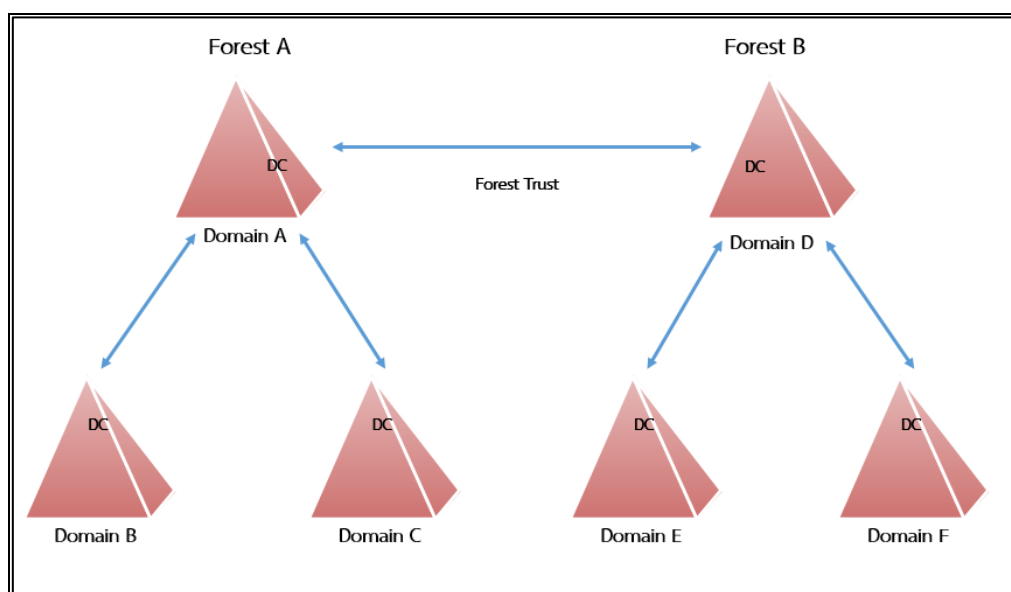 Forest A
Forest B
DC
DC
Forest Trust
Domain A
Domain D
DC
DC
DC
DC
Domain B
Domain C
Domain E
Domain F